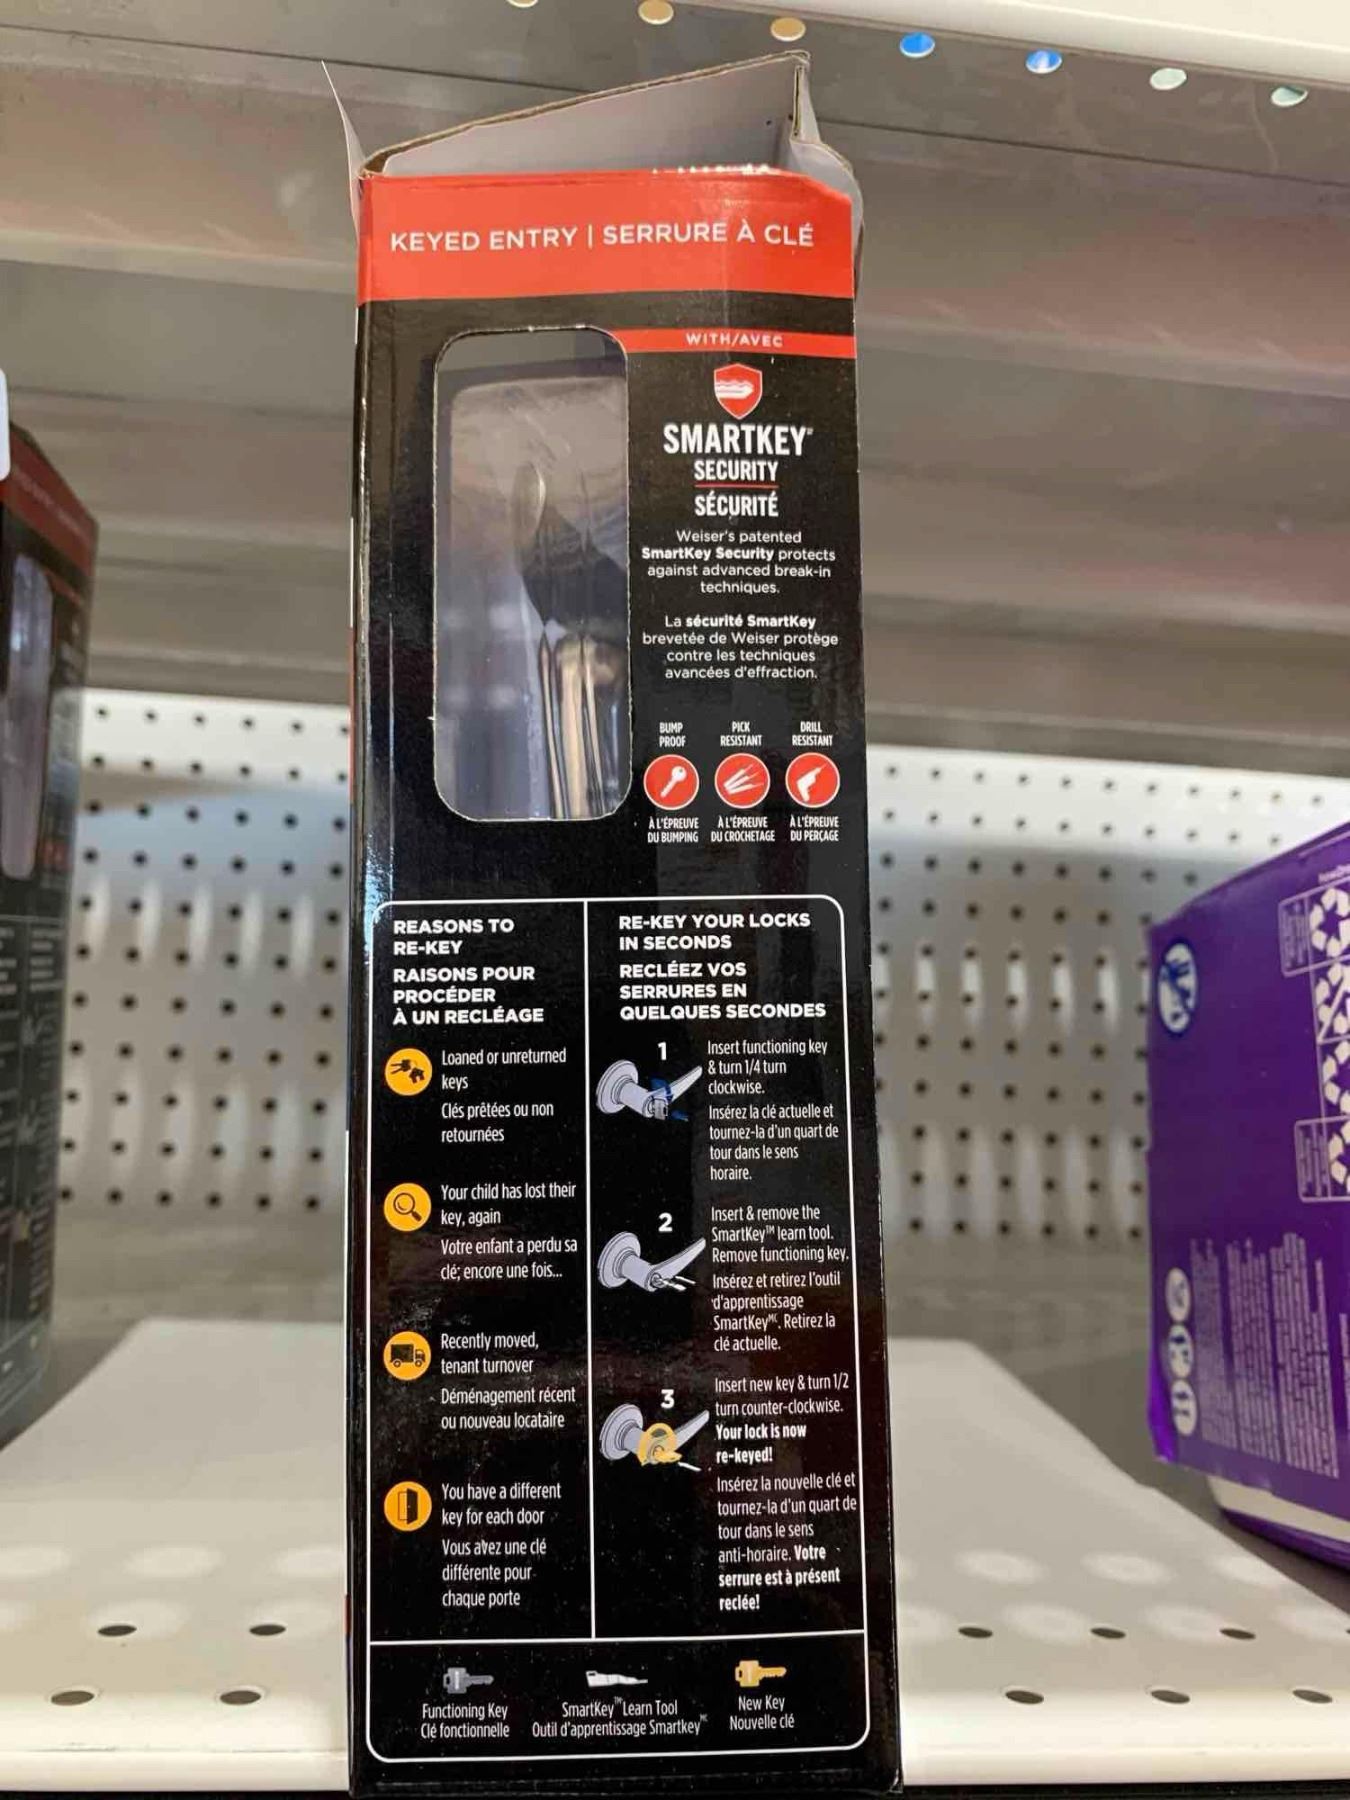 KEYED ENTRY | SERRURE À CLÉ
WITH/AVEC
SMARTKEY
SECURITY
SÉCURITÉ
Weiser's patented
SmartKey Security protects
against advanced break-in
techniques.
La sécurité SmartKey
brevetée de Weiser protège
contre les techniques
avancées d'effraction.
BUMP
PROOF
PICK
RESISTANT
DRILL
RESISTANT
À L'ÉPREUVE
DU BUMPING
À L'ÉPREUVE
DU CROCHETAGE
À L'ÉPREUVE
DU PERÇAGE
REASONS TO
RE-KEY
RAISONS POUR
PROCÉDER
À UN RECLÉAGE
Loaned or unreturned
keys
Clés prêtées ou non
retournées
Your child has lost their
key, again
Votre enfant a perdu sa
clé; encore une fois...
Recently moved,
tenant turnover
Déménagement récent
ou nouveau locataire
You have a different
key for each door
Vous avez une clé
différente pour
chaque porte
RE-KEY YOUR LOCKS
IN SECONDS
RECLÉEZ VOS
SERRURES EN
QUELQUES SECONDES
1
Insert functioning key
& turn 1/4 turn
clockwise.
Insérez la clé actuelle et
tournez-la d'un quart de
tour dans le sens
horaire.
2
Insert & remove the
SmartKey™ learn tool.
Remove functioning key.
Insérez et retirez l'outil
d'apprentissage
SmartKeyMC. Retirez la
clé actuelle.
3
Insert new key & turn 1/2
turn counter-clockwise.
Your lock is now
re-keyed!
Insérez la nouvelle clé et
tournez-la d'un quart de
tour dans le sens
anti-horaire. Votre
serrure est à présent
reclée!
Functioning Key
Clé fonctionnelle
SmartKey™ Learn Tool
Outil d'apprentissage SmartkeyMC
New Key
Nouvelle clé